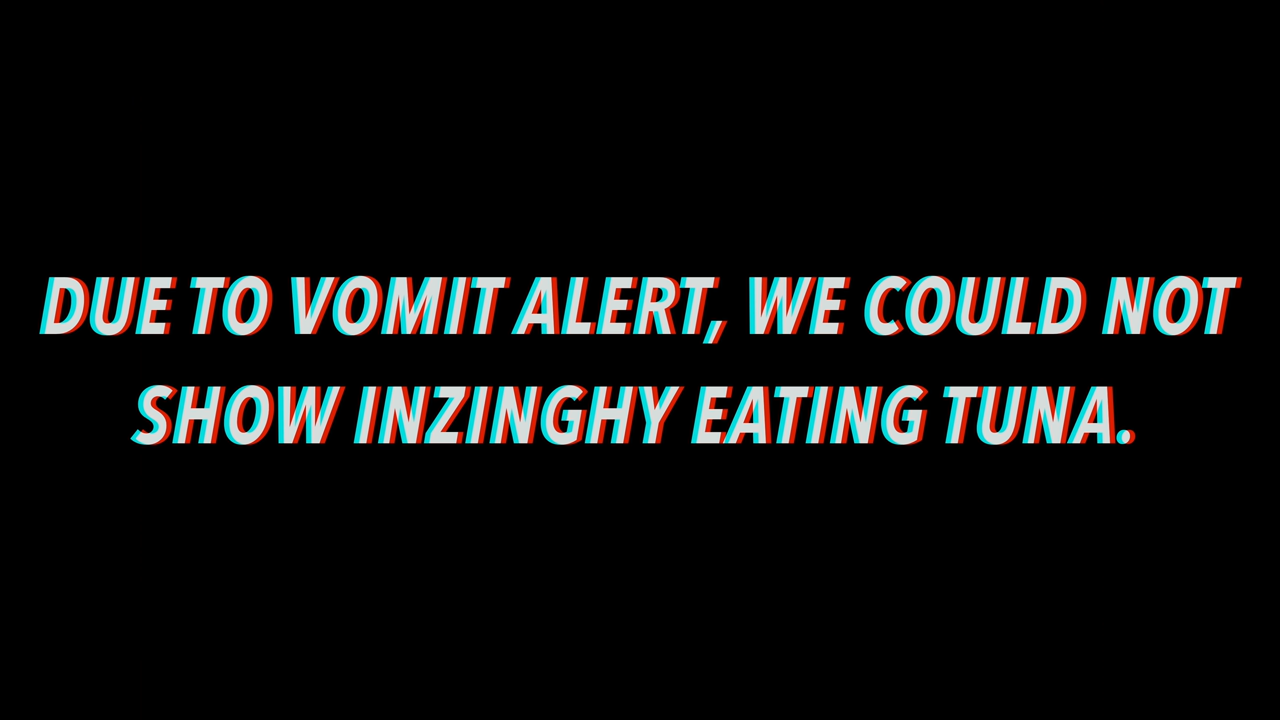 DUE TO VOMIT ALERT, WE COULD NOT
SHOW INZINGHY EATING TUNA.